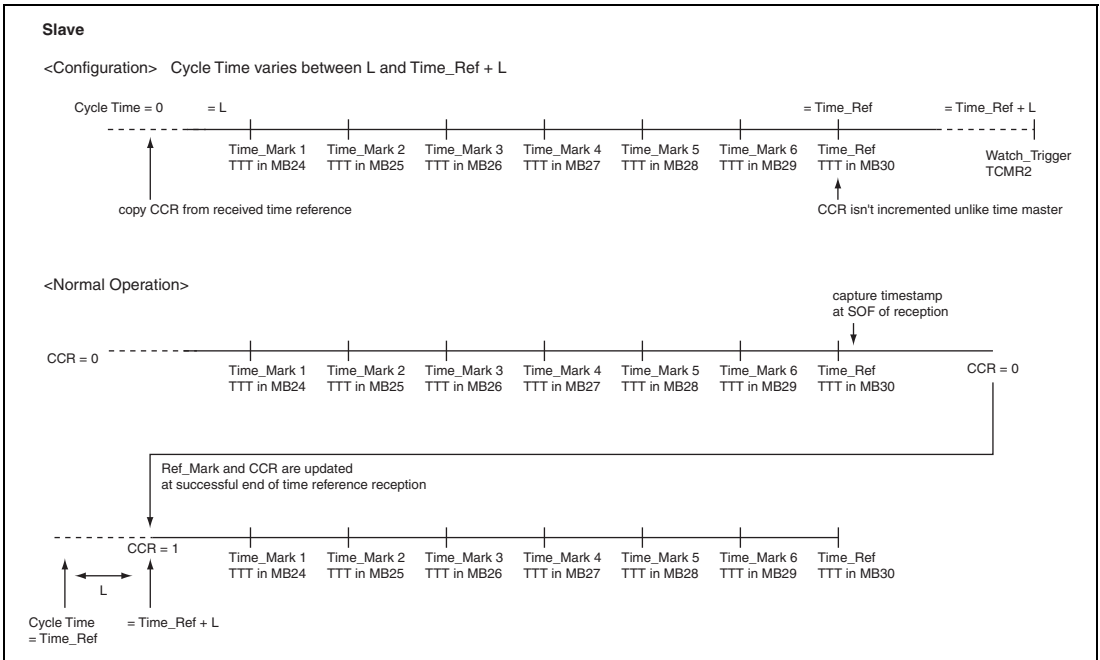 Slave
<Configuration> Cycle Time varies between L and Time_Ref + L
Cycle Time = 0 = L = Time_Ref = Time_Ref + L
Time_Mark 1 Time_Mark 2 Time_Mark 3 Time_Mark 4 Time_Mark 5 Time_Mark 6 Time_Ref
TTT in MB24 TTT in MB25 TTT in MB26 TTT in MB27 TTT in MB28 TTT in MB29 TTT in MB30
Watch_Trigger
TCMR2
copy CCR from received time reference
CCR isn't incremented unlike time master
<Normal Operation>
capture timestamp
at SOF of reception
CCR = 0
Time_Mark 1 Time_Mark 2 Time_Mark 3 Time_Mark 4 Time_Mark 5 Time_Mark 6 Time_Ref
TTT in MB24 TTT in MB25 TTT in MB26 TTT in MB27 TTT in MB28 TTT in MB29 TTT in MB30
CCR = 0
Ref_Mark and CCR are updated
at successful end of time reference reception
CCR = 1
Time_Mark 1 Time_Mark 2 Time_Mark 3 Time_Mark 4 Time_Mark 5 Time_Mark 6 Time_Ref
TTT in MB24 TTT in MB25 TTT in MB26 TTT in MB27 TTT in MB28 TTT in MB29 TTT in MB30
L
Cycle Time
= Time_Ref
= Time_Ref + L